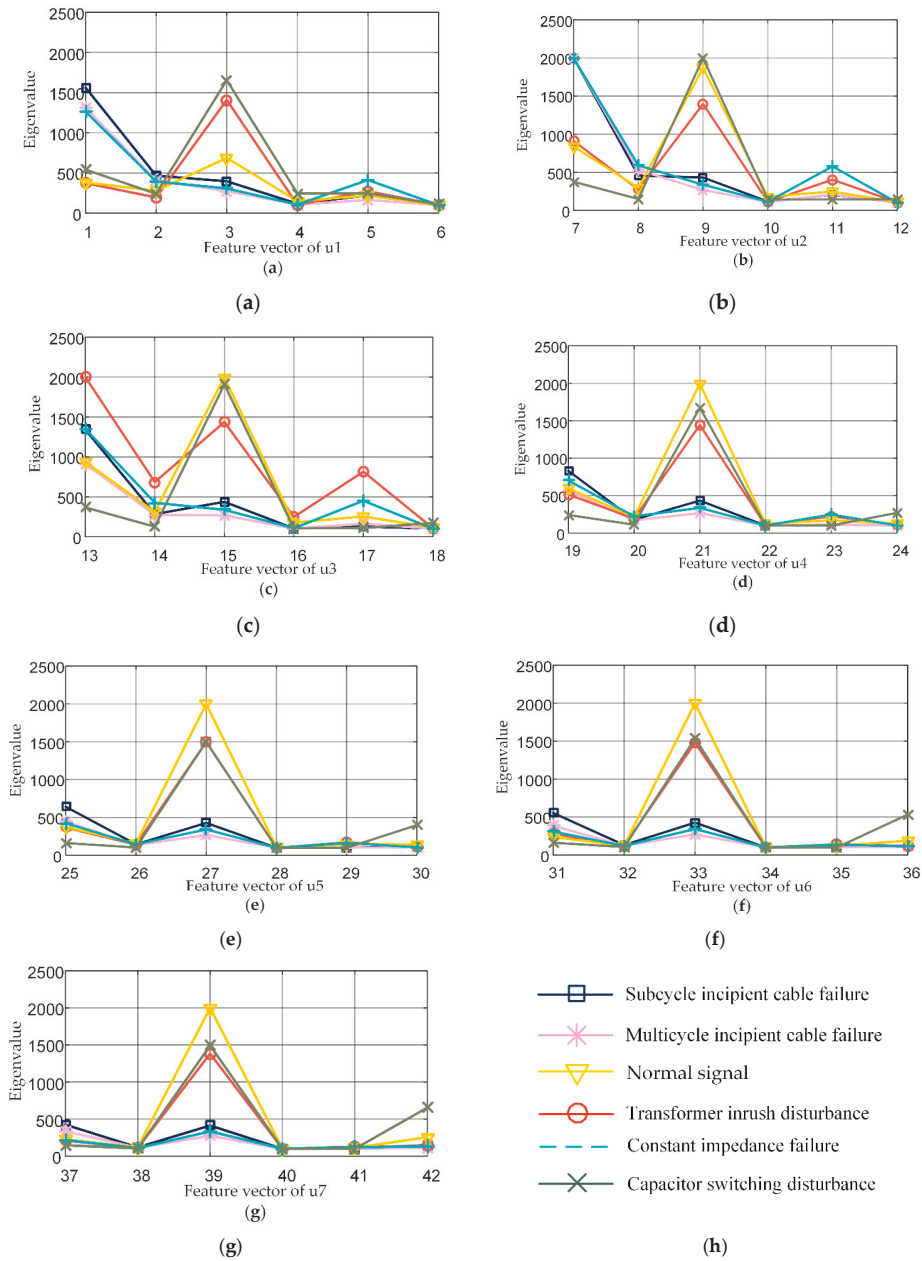 2500
2000
1500
1000
500
0
Eigenvalue
1 2 3 4 5 6
Feature vector of u1
(a)
(a)
2500
2000
1500
1000
500
0
Eigenvalue
7 8 9 10 11 12
Feature vector of u2
(b)
(b)
2500
2000
1500
1000
500
0
Eigenvalue
13 14 15 16 17 18
Feature vector of u3
(c)
(c)
2500
2000
1500
1000
500
0
Eigenvalue
19 20 21 22 23 24
Feature vector of u4
(d)
(d)
2500
2000
1500
1000
500
0
Eigenvalue
25 26 27 28 29 30
Feature vector of u5
(e)
(e)
2500
2000
1500
1000
500
0
Eigenvalue
31 32 33 34 35 36
Feature vector of u6
(f)
(f)
2500
2000
1500
1000
500
0
Eigenvalue
37 38 39 40 41 42
Feature vector of u7
(g)
(g)
Subcycle incipient cable failure
Multicycle incipient cable failure
Normal signal
Transformer inrush disturbance
Constant impedance failure
Capacitor switching disturbance
(h)